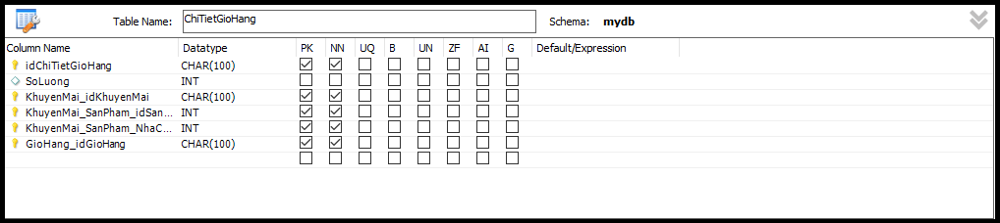 Table Name: ChiTietGioHang Schema: mydb
Column Name Datatype PK NN UQ B UN ZF AI G Default/Expression
idChiTietGioHang CHAR(100)
SoLuong INT
KhuyenMai_idKhuyenMai CHAR(100)
KhuyenMai_SanPham_idSan... INT
KhuyenMai_SanPham_NhaC... INT
GioHang_idGioHang CHAR(100)